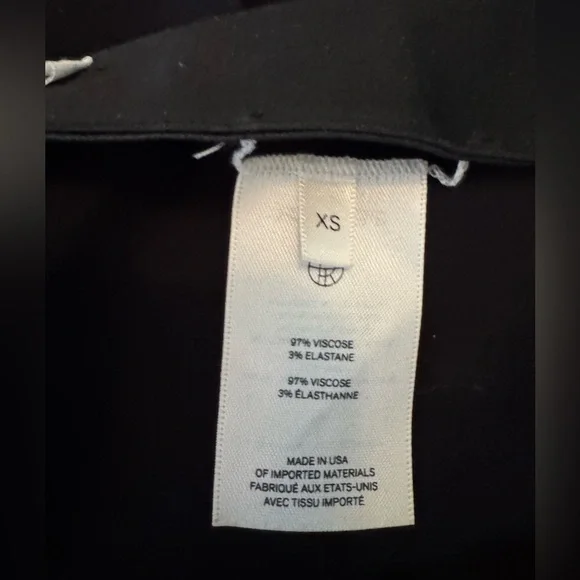 XS
97% VISCOSE
3% ELASTANE
97% VISCOSE
3% ÉLASTHANNE
MADE IN USA
OF IMPORTED MATERIALS
FABRIQUÉ AUX ETATS-UNIS
AVEC TISSU IMPORTÉ